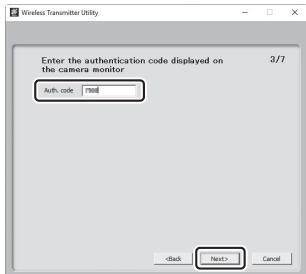 Wireless Transmitter Utility
Enter the authentication code displayed on the camera monitor
3/7
Auth. code
<Back
Next>
Cancel